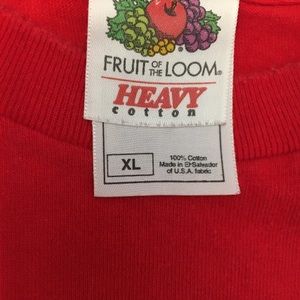 FRUIT OF THE LOOM®
HEAVY
cotton
XL
100% Cotton
Made in El Salvador
of U.S.A. fabric